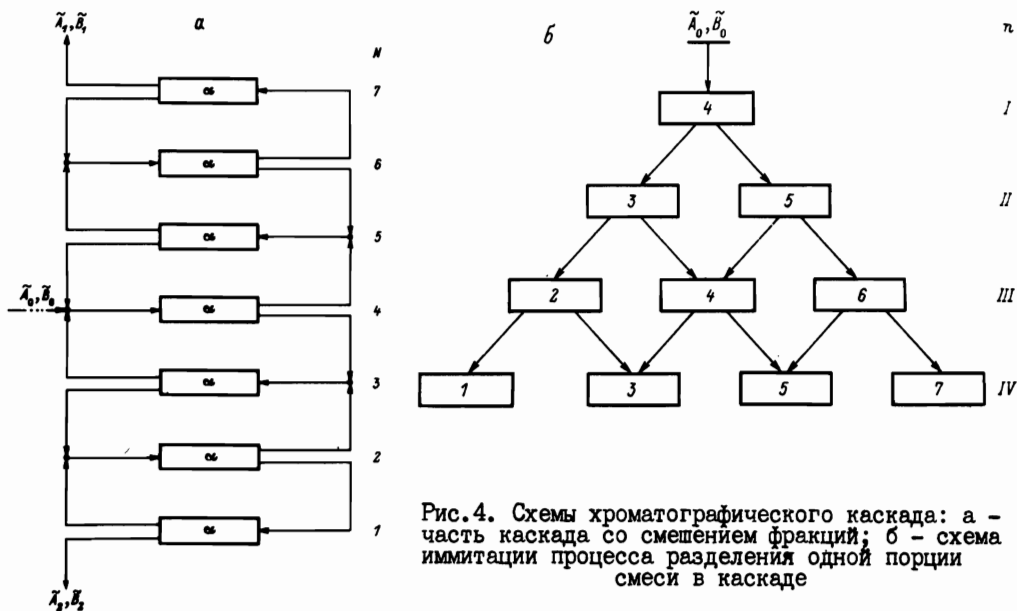 Ã₁, B̃₁
а
N
α
7
α
6
α
5
Ã₀, B̃₀
α
4
α
3
α
2
α
1
Ã₂, B̃₂
б
Ã₀, B̃₀
n
4
I
3
5
II
2
4
6
III
1
3
5
7
IV
Рис.4. Схемы хроматографического каскада: а –
часть каскада со смешением фракций; б – схема
иммитации процесса разделения одной порции
смеси в каскаде